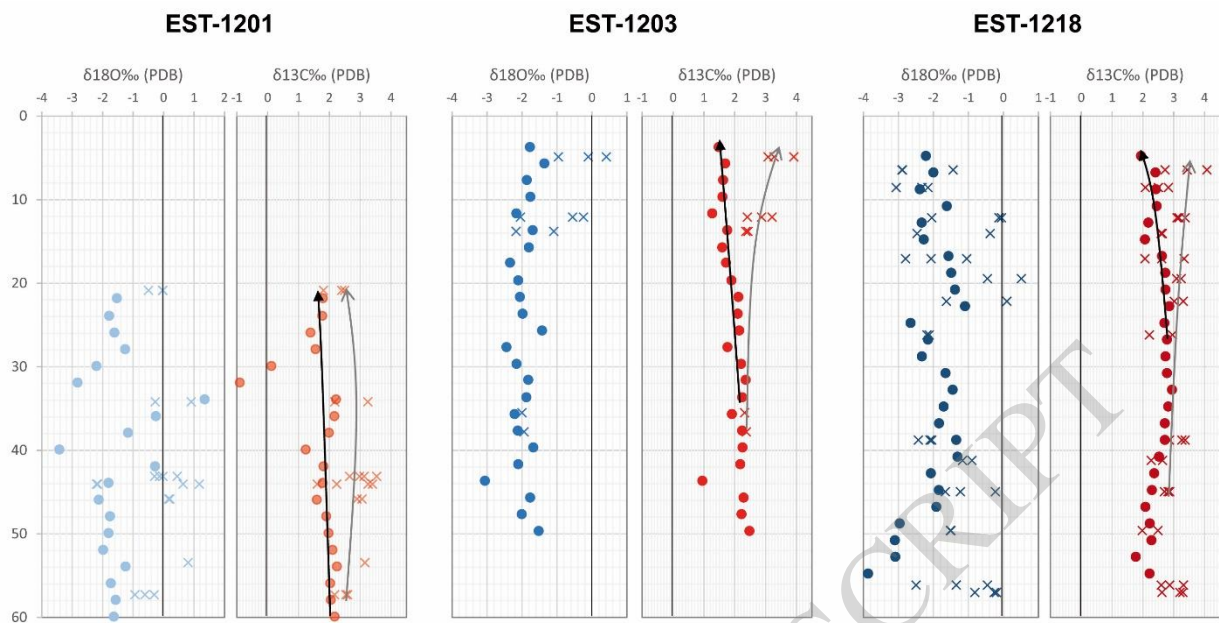 EST-1201 EST-1203 EST-1218
δ18O‰ (PDB) δ13C‰ (PDB) δ18O‰ (PDB) δ13C‰ (PDB) δ18O‰ (PDB) δ13C‰ (PDB)
-4 -3 -2 -1 0 1 2 -1 0 1 2 3 4 -4 -3 -2 -1 0 1 -1 0 1 2 3 4 -4 -3 -2 -1 0 1 -1 0 1 2 3 4
0
10
20
30
40
50
60
SCRIPT